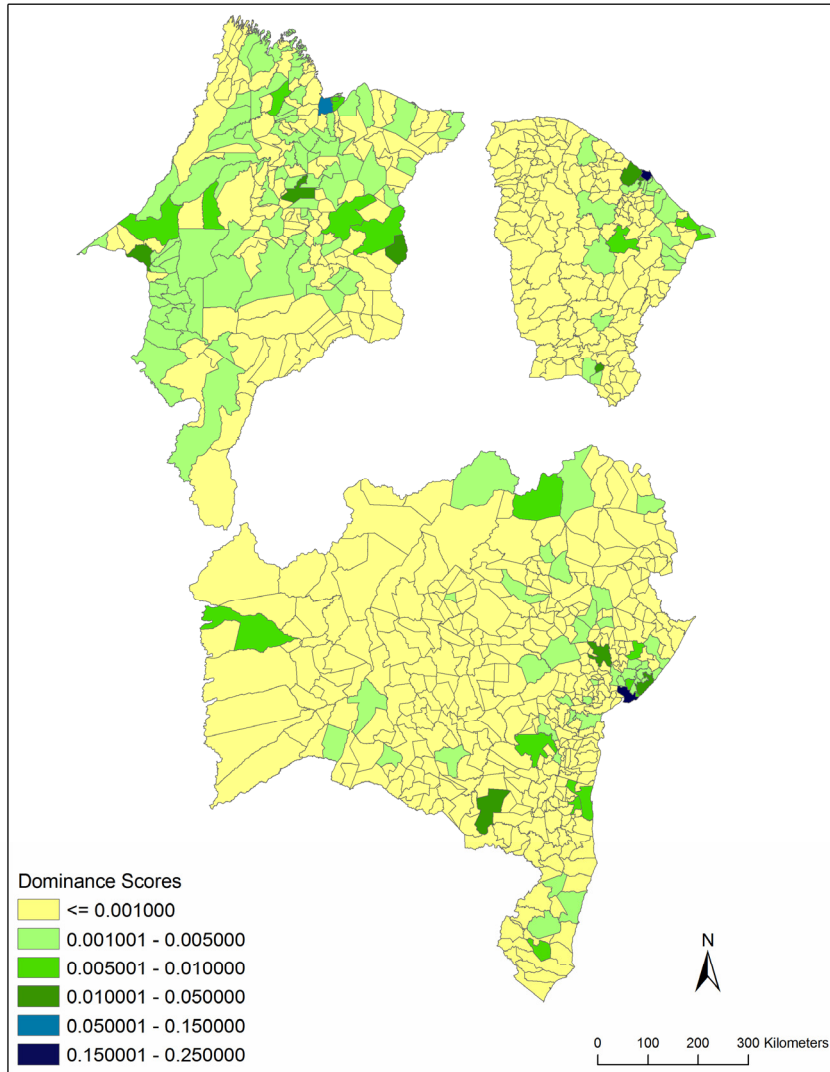 Dominance Scores
<= 0.001000
0.001001 - 0.005000
0.005001 - 0.010000
0.010001 - 0.050000
0.050001 - 0.150000
0.150001 - 0.250000
N
0 100 200 300 Kilometers